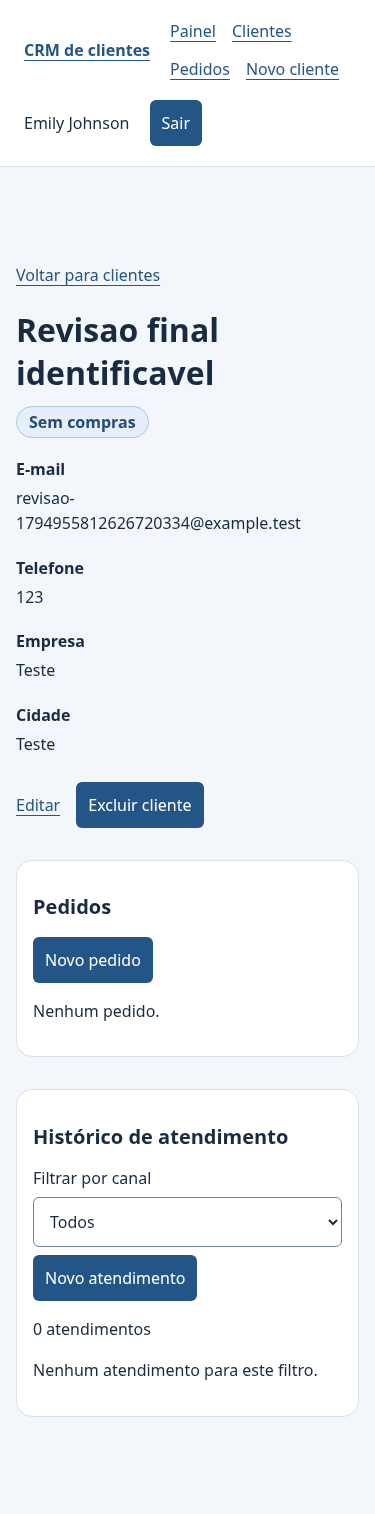 CRM de clientes
Painel Clientes
Pedidos Novo cliente
Emily Johnson Sair
Voltar para clientes
Revisao final
identificavel
Sem compras
E-mail
revisao-
1794955812626720334@example.test
Telefone
123
Empresa
Teste
Cidade
Teste
Editar Excluir cliente
Pedidos
Novo pedido
Nenhum pedido.
Histórico de atendimento
Filtrar por canal
Todos
Novo atendimento
0 atendimentos
Nenhum atendimento para este filtro.